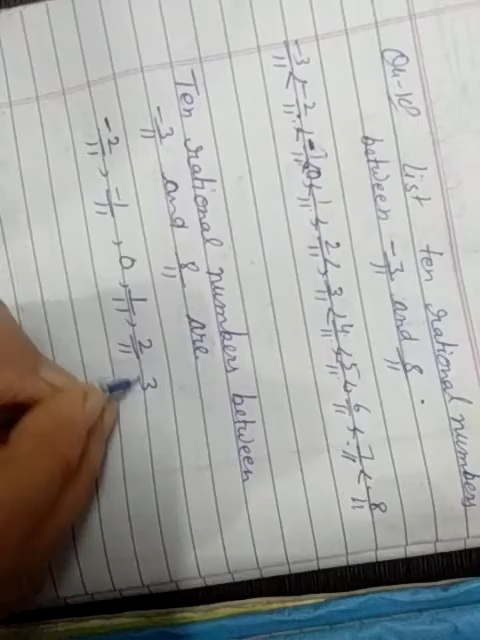 Qu-10 List ten rational numbers
between -3/11 and 8/11.
-3/11 < -2/11 < -1/11 < 0 < 1/11 < 2/11 < 3/11 < 4/11 < 5/11 < 6/11 < 7/11 < 8/11
Ten rational numbers between
-3/11 and 8/11 are
-2/11, -1/11, 0, 1/11, 2/11, 3